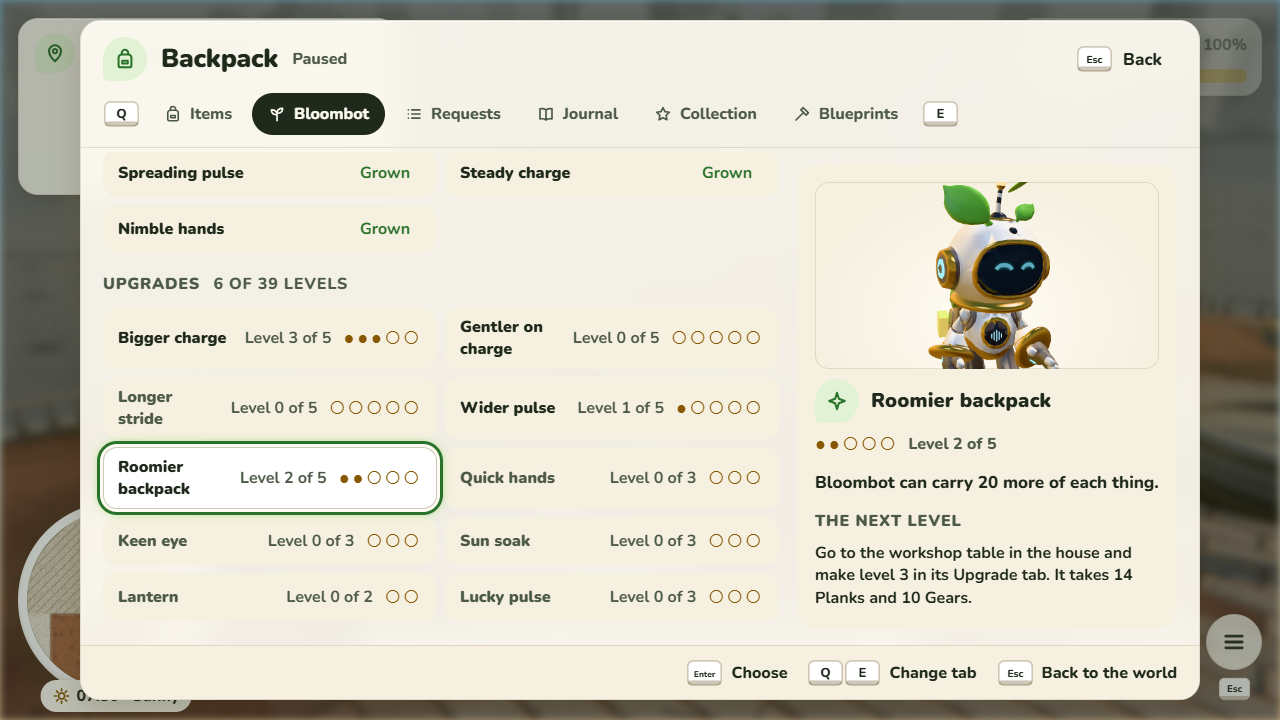 Backpack Paused
Esc Back
100%
Q Items Bloombot Requests Journal Collection Blueprints E
Spreading pulse Grown
Steady charge Grown
Nimble hands Grown
UPGRADES 6 OF 39 LEVELS
Bigger charge Level 3 of 5
Gentler on
charge
Level 0 of 5
Longer
stride
Level 0 of 5
Wider pulse Level 1 of 5
Roomier
backpack
Level 2 of 5
Quick hands Level 0 of 3
Keen eye Level 0 of 3
Sun soak Level 0 of 3
Lantern Level 0 of 2
Lucky pulse Level 0 of 3
Roomier backpack
Level 2 of 5
Bloombot can carry 20 more of each thing.
THE NEXT LEVEL
Go to the workshop table in the house and
make level 3 in its Upgrade tab. It takes 14
Planks and 10 Gears.
Enter Choose Q E Change tab Esc Back to the world
Esc